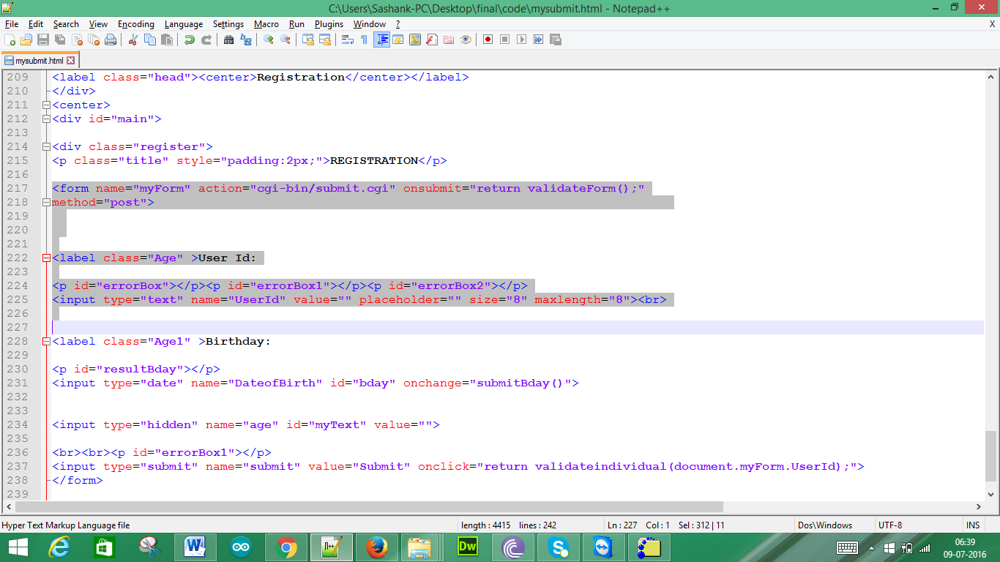 C:\Users\Sashank-PC\Desktop\final\code\mysubmit.html - Notepad++
File Edit Search View Encoding Language Settings Macro Run Plugins Window ? X
mysubmit.html
209 <label class="head"><center>Registration</center></label>
210 </div>
211 <center>
212 <div id="main">
213
214 <div class="register">
215 <p class="title" style="padding:2px;">REGISTRATION</p>
216
217 <form name="myForm" action="cgi-bin/submit.cgi" onsubmit="return validateForm();"
218 method="post">
219
220
221
222 <label class="Age" >User Id:
223
224 <p id="errorBox"></p><p id="errorBox1"></p><p id="errorBox2"></p>
225 <input type="text" name="UserId" value="" placeholder="" size="8" maxlength="8"><br>
226
227
228 <label class="Age1" >Birthday:
229
230 <p id="resultBday"></p>
231 <input type="date" name="DateofBirth" id="bday" onchange="submitBday()">
232
233
234 <input type="hidden" name="age" id="myText" value="">
235
236 <br><br><p id="errorBox1"></p>
237 <input type="submit" name="submit" value="Submit" onclick="return validateindividual(document.myForm.UserId);">
238 </form>
239
Hyper Text Markup Language file length : 4415 lines : 242 Ln : 227 Col : 1 Sel : 312 | 11 Dos\Windows UTF-8 INS
Dw
06:39
09-07-2016